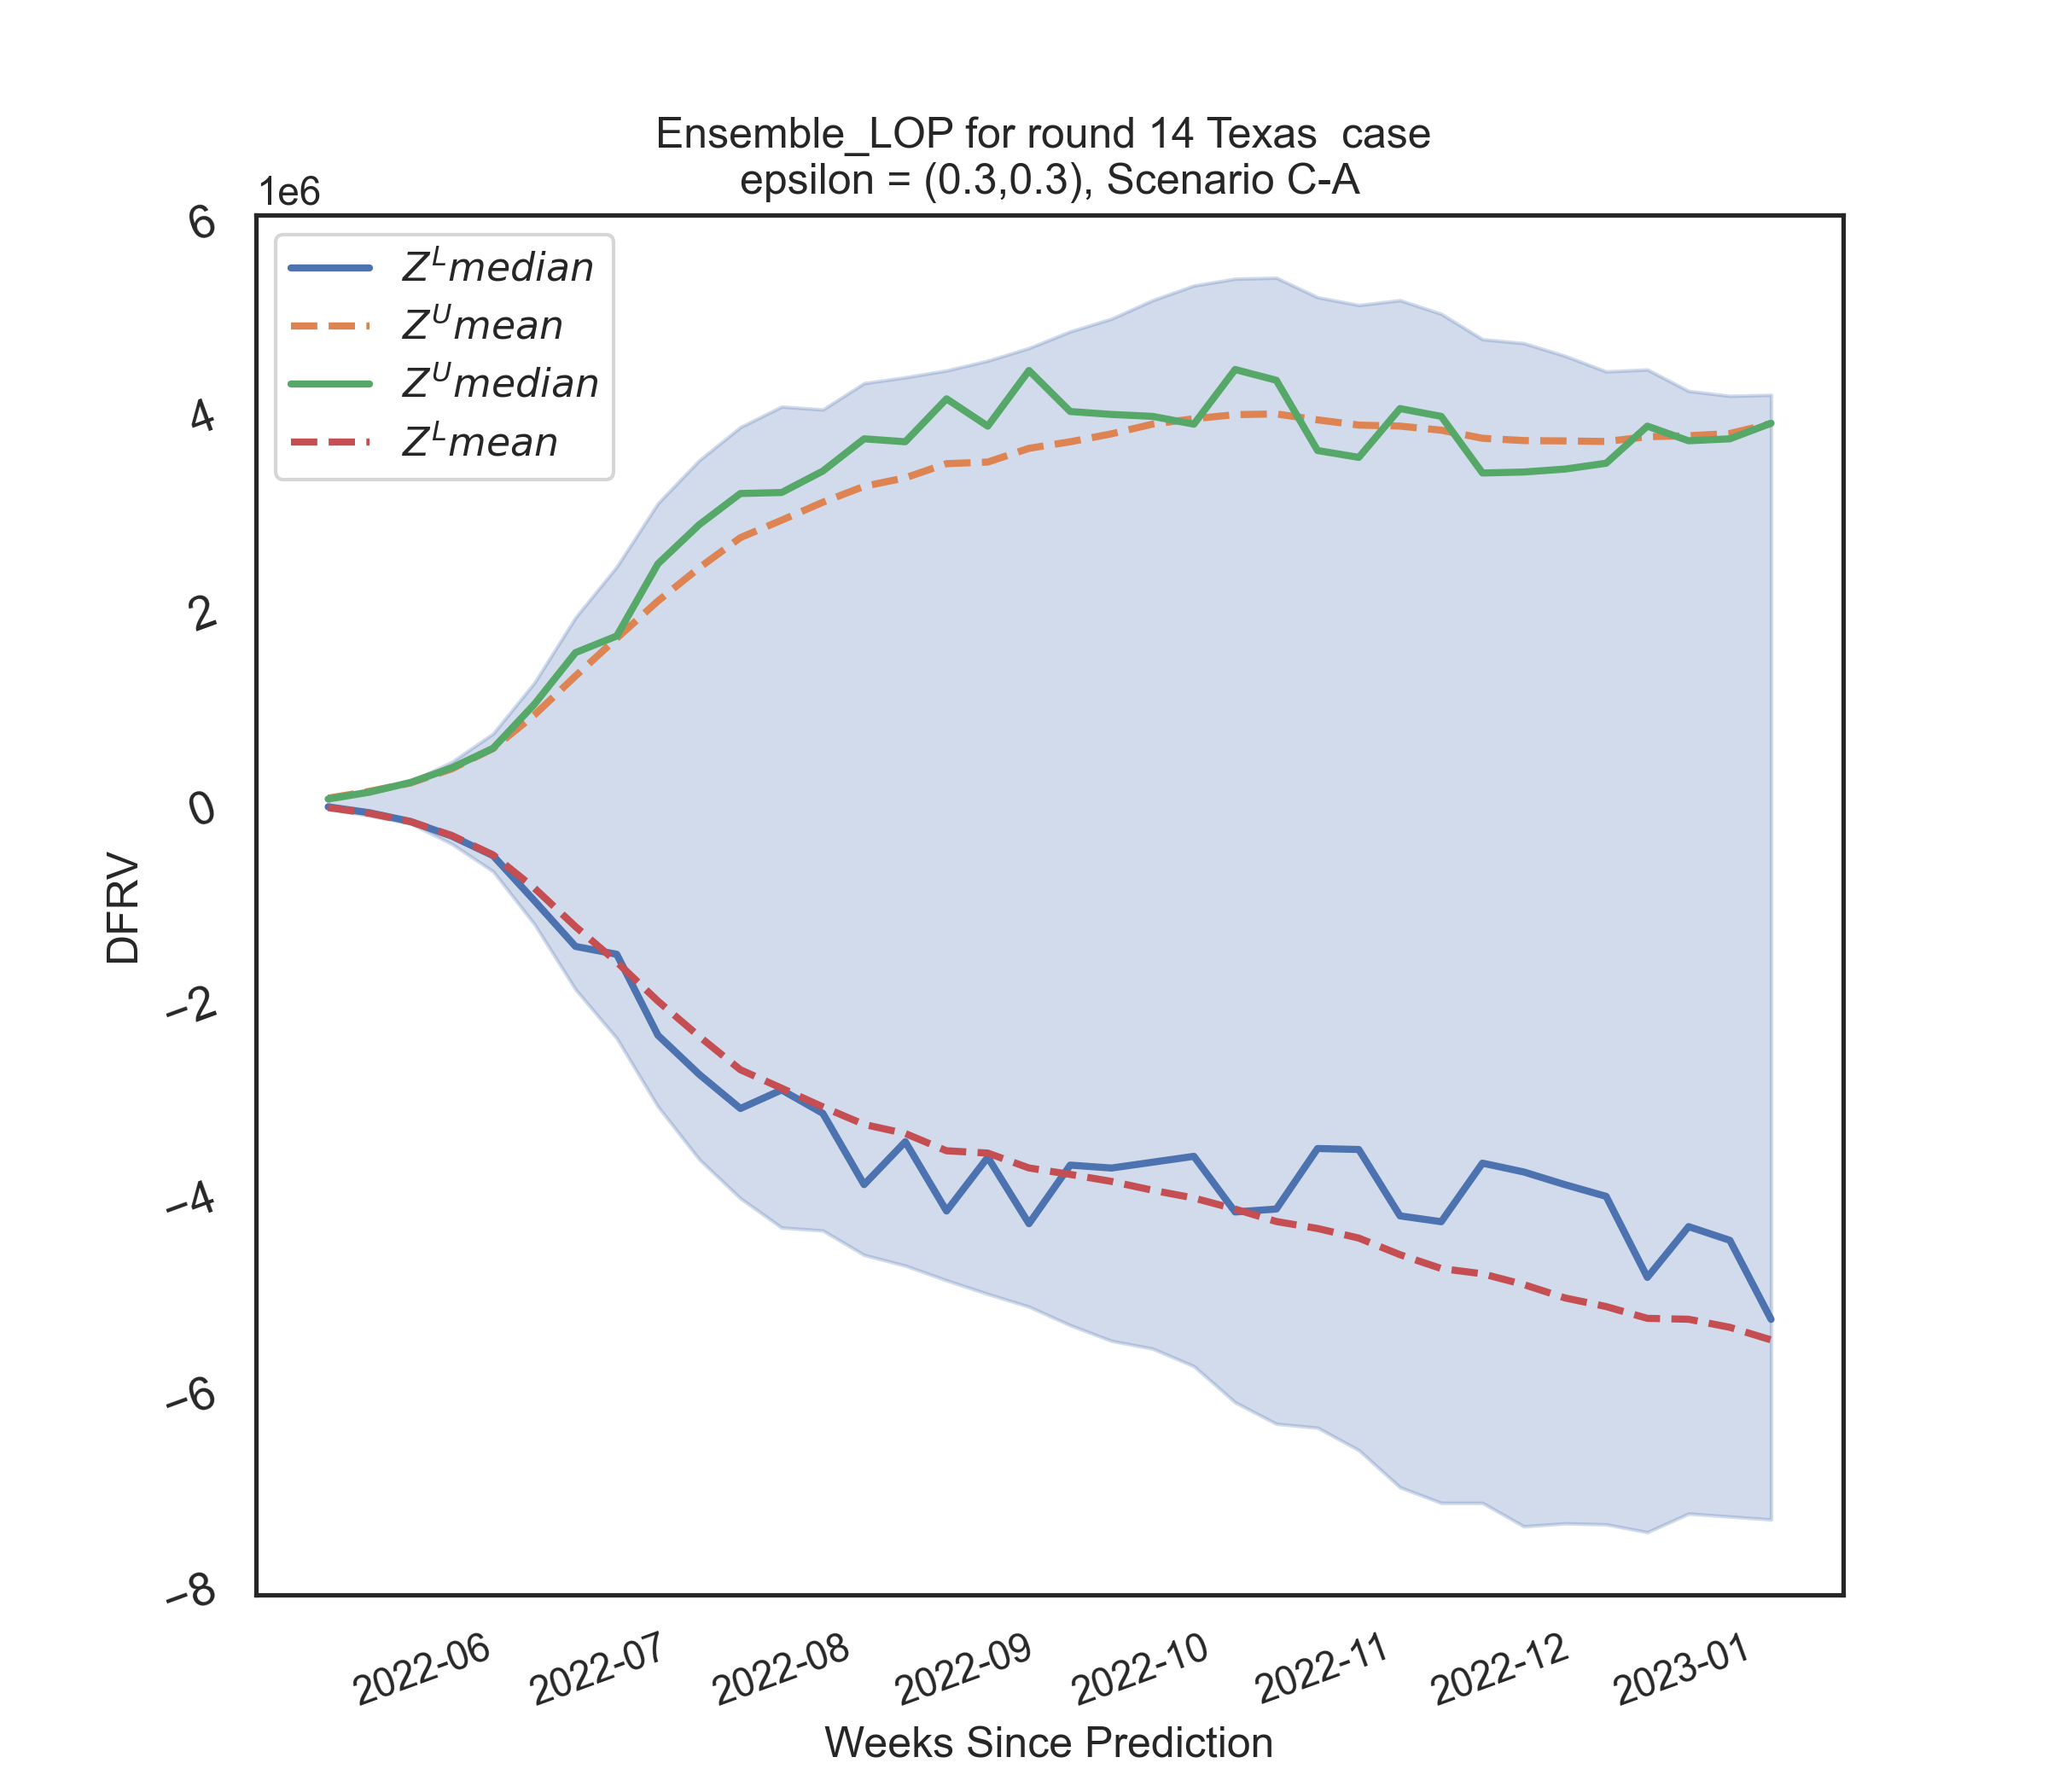 Ensemble_LOP for round 14 Texas  case
epsilon = (0.3,0.3), Scenario C-A
1e6
6
4
2
0
−2
−4
−6
−8
DFRV
Z^L median
Z^U mean
Z^U median
Z^L mean
2022-06
2022-07
2022-08
2022-09
2022-10
2022-11
2022-12
2023-01
Weeks Since Prediction